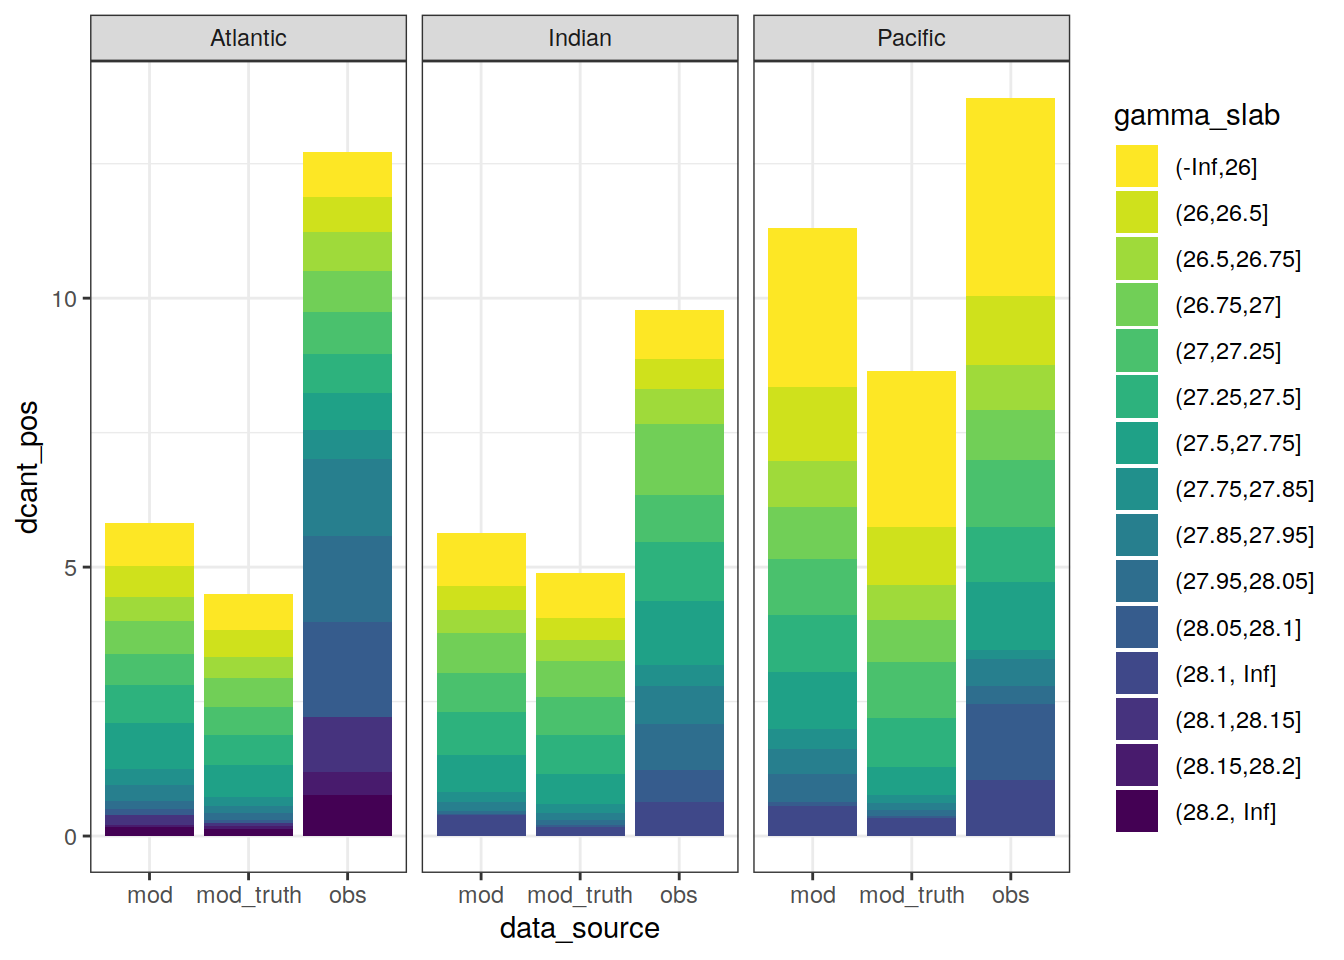 Atlantic
Indian
Pacific
dcant_pos
10
5
0
mod
mod_truth
obs
mod
mod_truth
obs
mod
mod_truth
obs
data_source
gamma_slab
(-Inf,26]
(26,26.5]
(26.5,26.75]
(26.75,27]
(27,27.25]
(27.25,27.5]
(27.5,27.75]
(27.75,27.85]
(27.85,27.95]
(27.95,28.05]
(28.05,28.1]
(28.1, Inf]
(28.1,28.15]
(28.15,28.2]
(28.2, Inf]